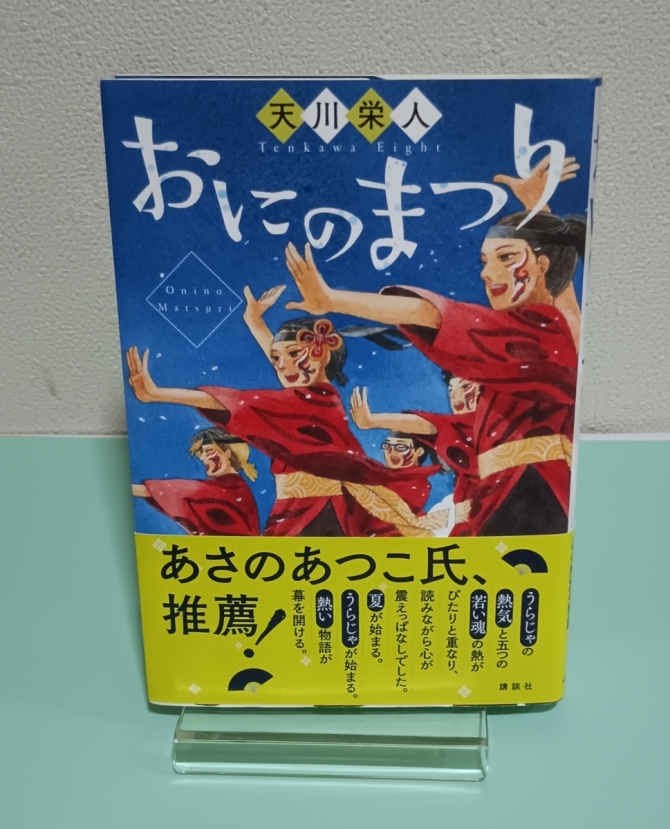 天川栄人
Tenkawa Eight
おにのまつり
Onino
Matsuri
あさのあつこ氏、
推薦!
うらじゃの
熱気と五つの
若い魂の熱が
ぴたりと重なり、
読みながら心が
震えっぱなしでした。
夏が始まる。
うらじゃが始まる。
熱い物語が
幕を開ける。
講談社